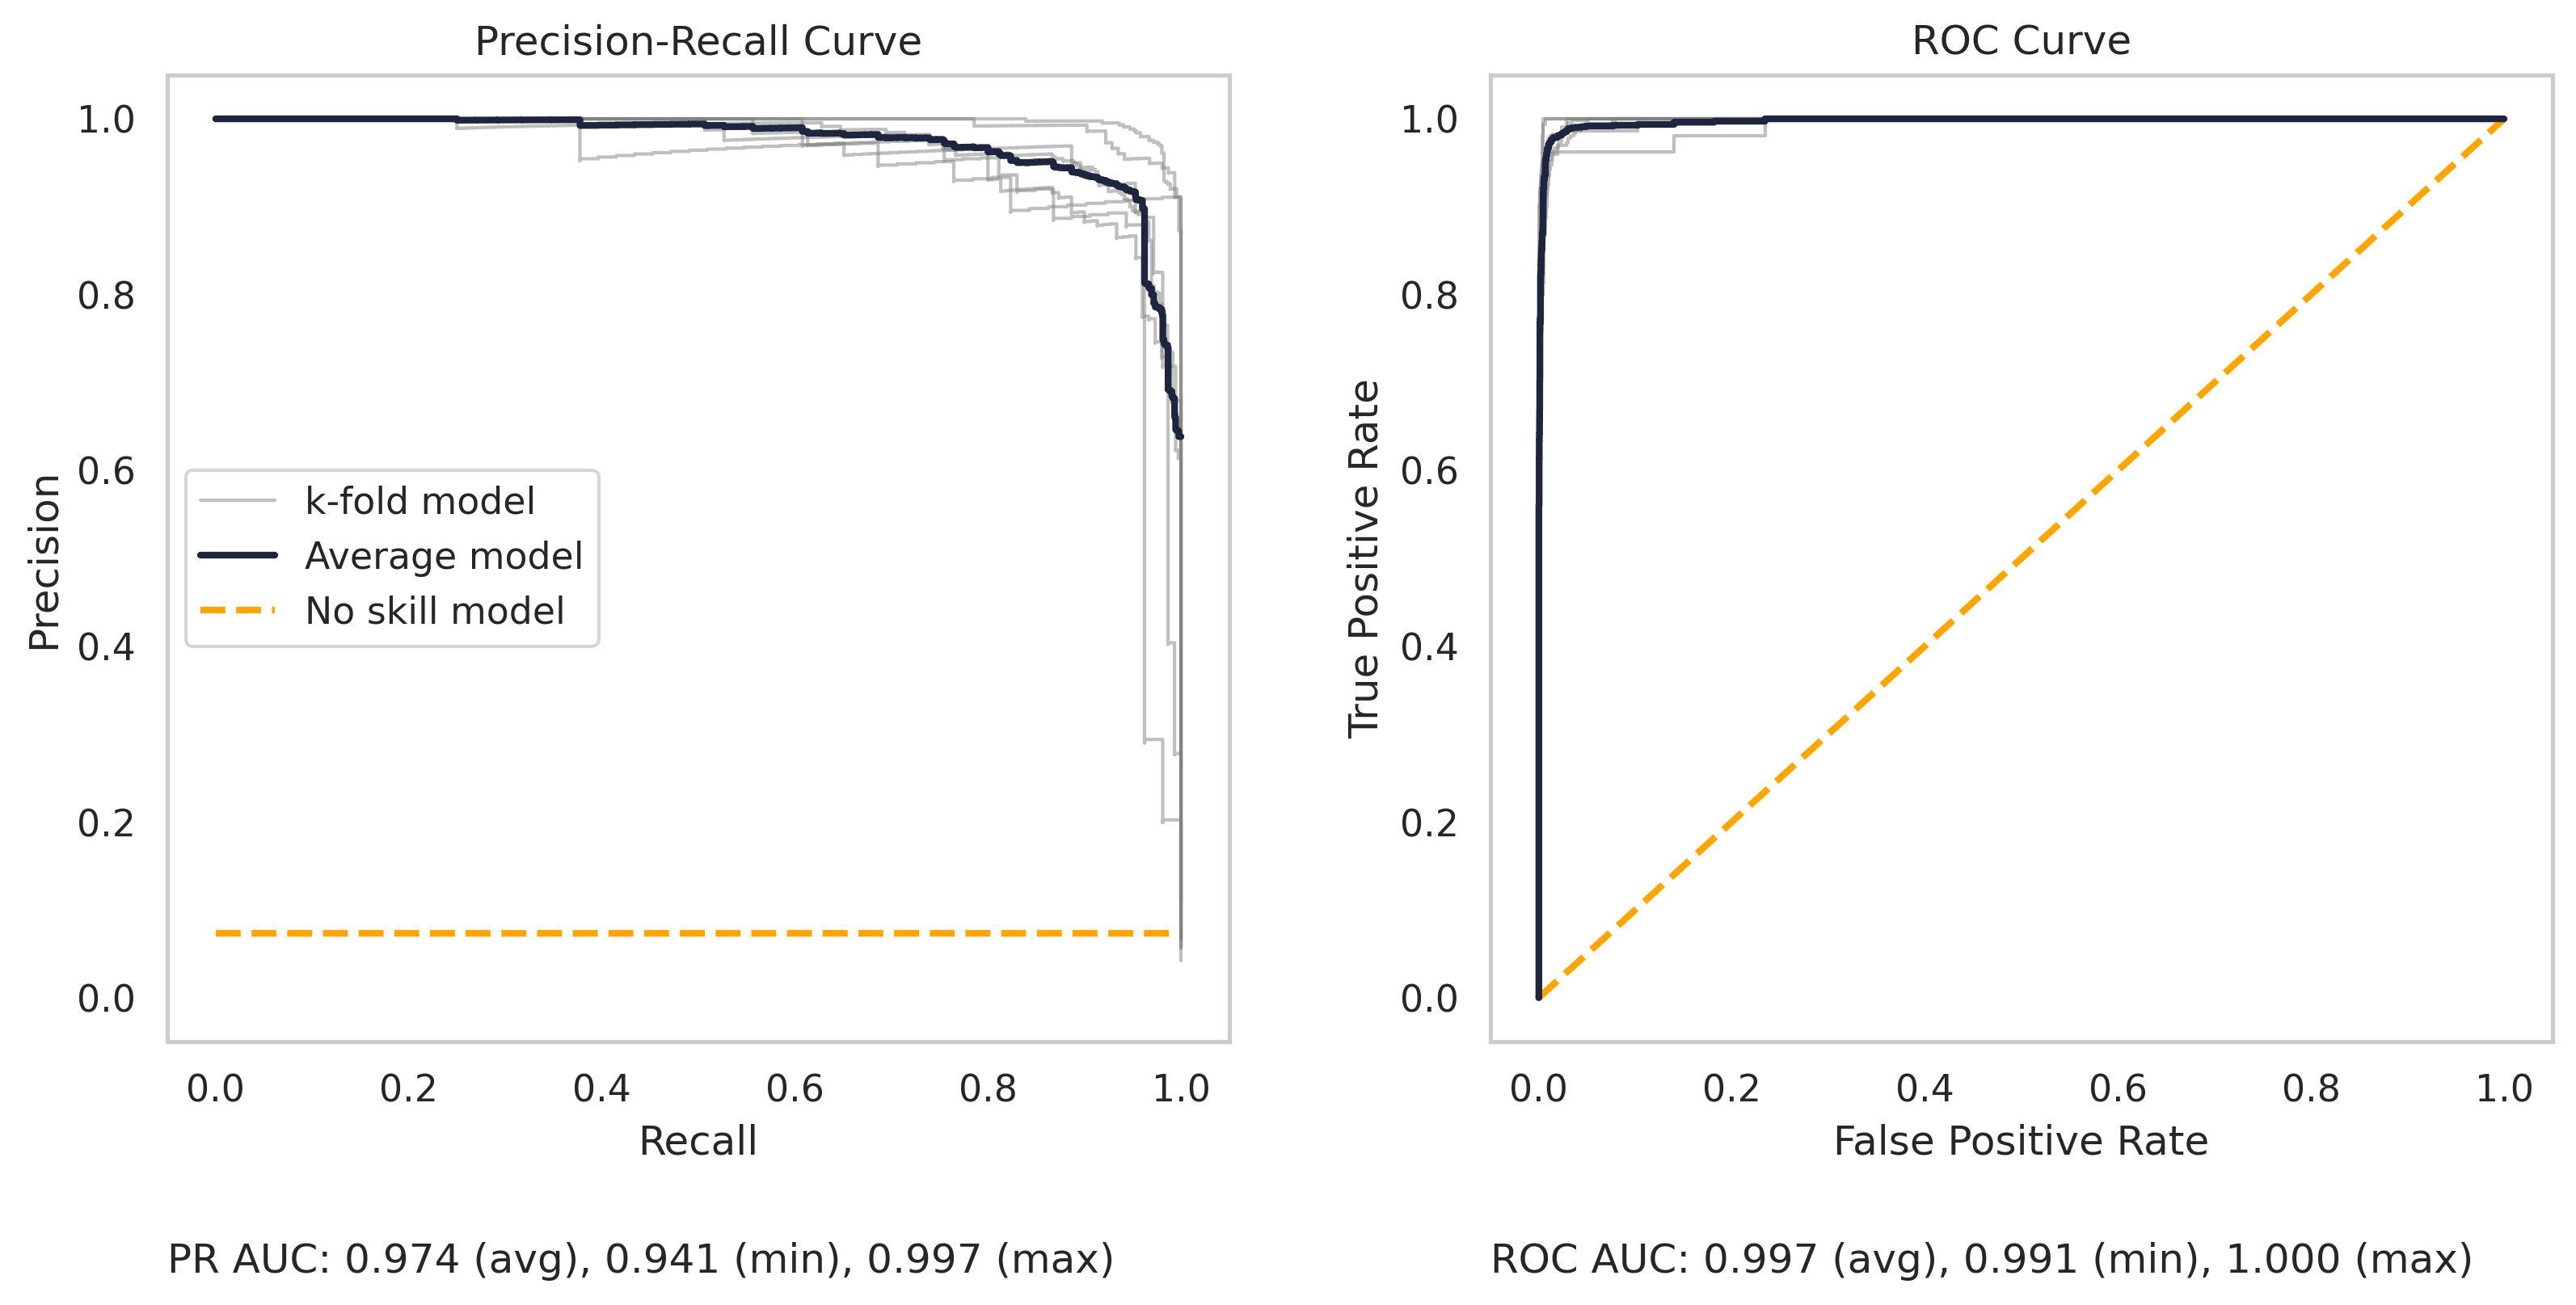 Precision-Recall Curve
1.0
0.8
0.6
0.4
0.2
0.0
Precision
k-fold model
Average model
No skill model
0.0 0.2 0.4 0.6 0.8 1.0
Recall
PR AUC: 0.974 (avg), 0.941 (min), 0.997 (max)
ROC Curve
1.0
0.8
0.6
0.4
0.2
0.0
True Positive Rate
0.0 0.2 0.4 0.6 0.8 1.0
False Positive Rate
ROC AUC: 0.997 (avg), 0.991 (min), 1.000 (max)